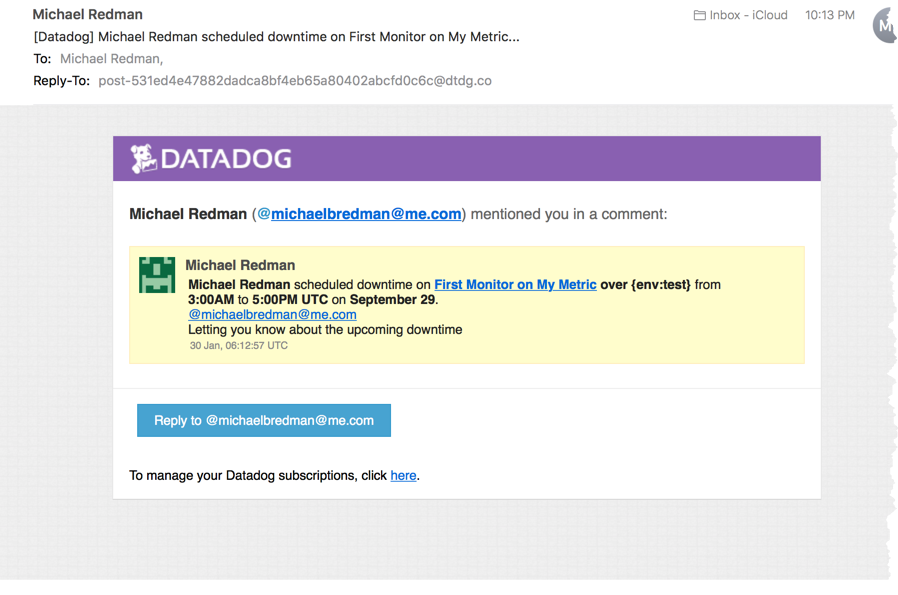 Michael Redman
Inbox - iCloud 10:13 PM
M
[Datadog] Michael Redman scheduled downtime on First Monitor on My Metric...
To: Michael Redman,
Reply-To: post-531ed4e47882dadca8bf4eb65a80402abcfd0c6c@dtdg.co
DATADOG
Michael Redman (@michaelbredman@me.com) mentioned you in a comment:
Michael Redman
Michael Redman scheduled downtime on First Monitor on My Metric over {env:test} from
3:00AM to 5:00PM UTC on September 29.
@michaelbredman@me.com
Letting you know about the upcoming downtime
30 Jan, 06:12:57 UTC
Reply to @michaelbredman@me.com
To manage your Datadog subscriptions, click here.